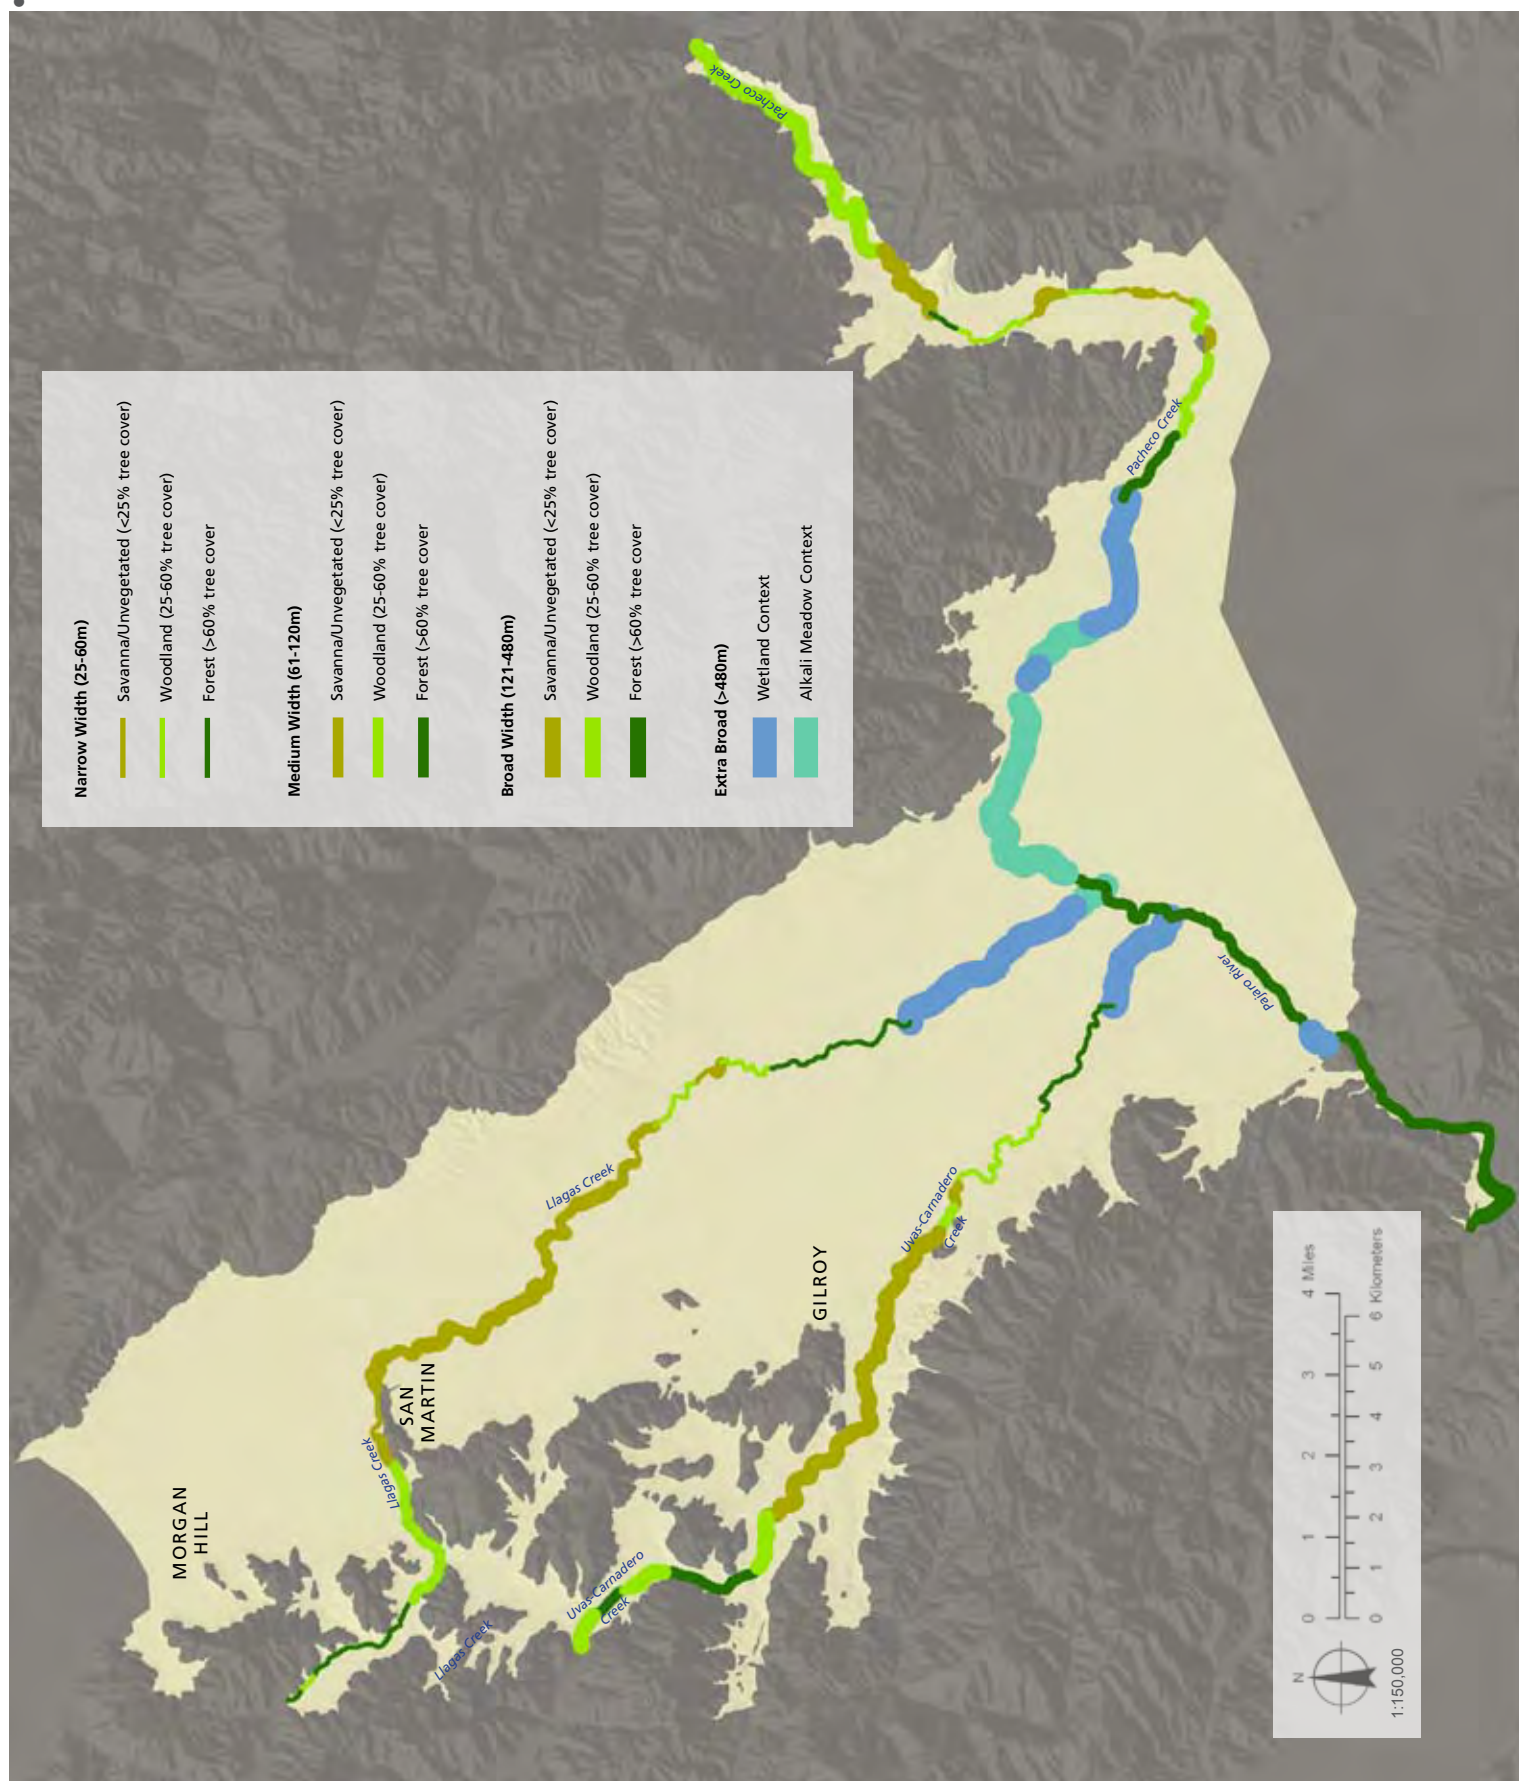 Narrow Width (25-60m)
Savanna/Unvegetated (<25% tree cover)
Woodland (25-60% tree cover)
Forest (>60% tree cover
Medium Width (61-120m)
Savanna/Unvegetated (<25% tree cover)
Woodland (25-60% tree cover)
Forest (>60% tree cover
Broad Width (121-480m)
Savanna/Unvegetated (<25% tree cover)
Woodland (25-60% tree cover)
Forest (>60% tree cover
Extra Broad (>480m)
Wetland Context
Alkali Meadow Context
MORGAN
HILL
Llagas Creek
SAN
MARTIN
Llagas Creek
Llagas Creek
Uvas-Carnadero
Creek
GILROY
Uvas-Carnadero
Creek
Pacheco Creek
Pacheco Creek
Pajaro River
N
1:150,000
0 1 2 3 4 Miles
0 1 2 3 4 5 6 Kilometers